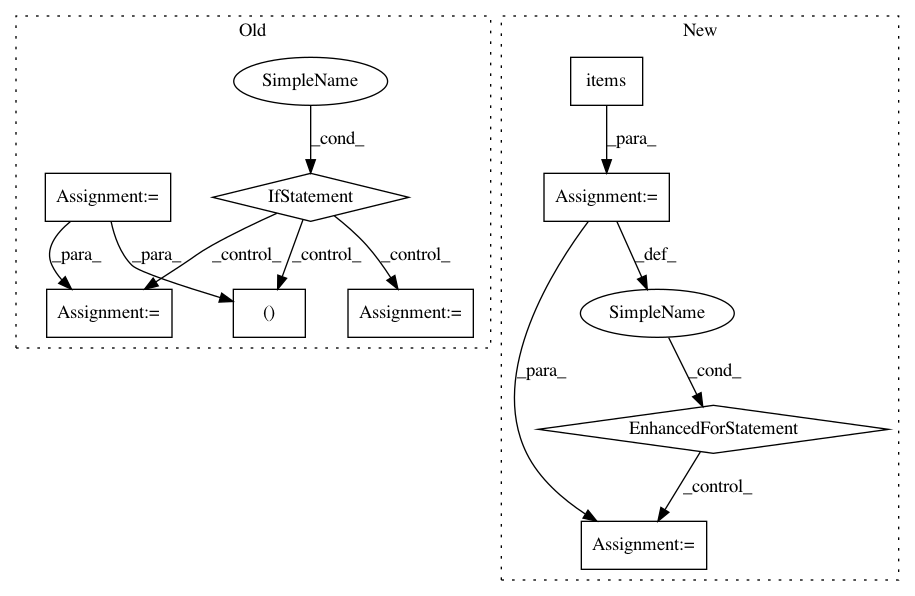 Old
New
SimpleName
items
_cond_
_para_
Assignment:=
IfStatement
Assignment:=
_para_
_para_
_control_
_control_
_control_
_def_
Assignment:=
()
Assignment:=
SimpleName
_para_
_cond_
EnhancedForStatement
_control_
Assignment:=